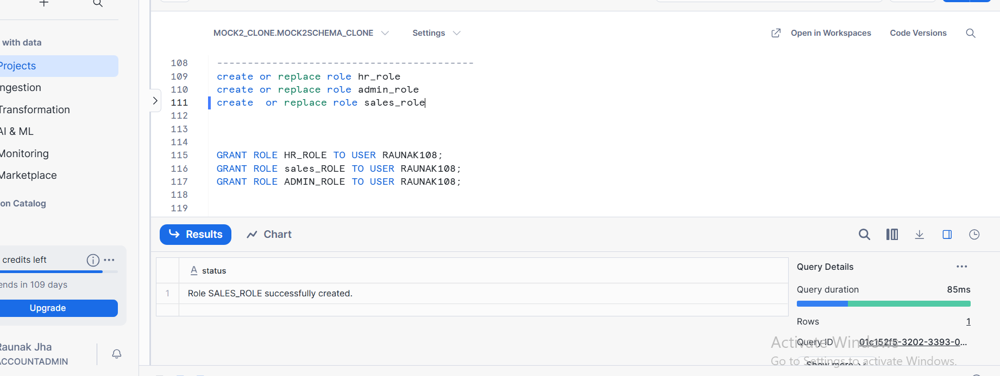 with data
Projects
Ingestion
Transformation
AI & ML
Monitoring
Marketplace
on Catalog
credits left
ends in 109 days
Upgrade
Raunak Jha
ACCOUNTADMIN
MOCK2_CLONE.MOCK2SCHEMA_CLONE
Settings
Open in Workspaces
Code Versions
108 ------------------------------------------
109 create or replace role hr_role
110 create or replace role admin_role
111 create  or replace role sales_role
112
113
114
115 GRANT ROLE HR_ROLE TO USER RAUNAK108;
116 GRANT ROLE sales_ROLE TO USER RAUNAK108;
117 GRANT ROLE ADMIN_ROLE TO USER RAUNAK108;
118
119
Results
Chart
A status
1 Role SALES_ROLE successfully created.
Query Details
Query duration 85ms
Rows 1
Query ID 01c152f5-3202-3393-0...
Show more
Activate Windows
Go to Settings to activate Windows.